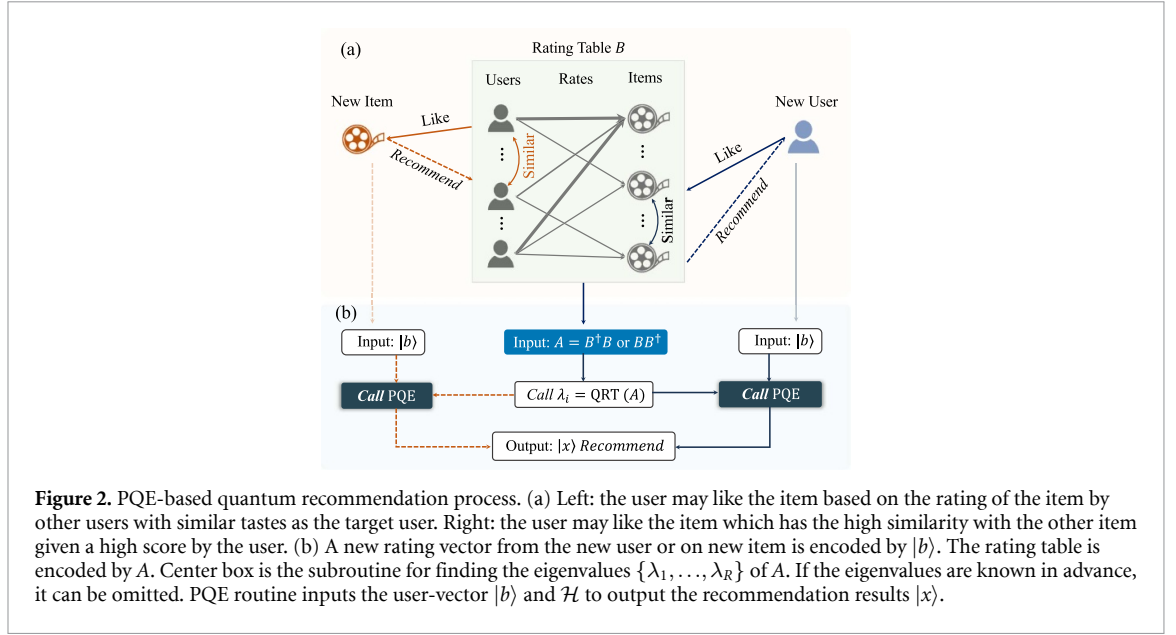 (a)
Rating Table B
Users Rates Items
New Item
New User
Like
Recommend
Similar
...
...
...
...
Similar
Like
Recommend
(b)
Input: |b⟩
Input: A = B†B or BB†
Input: |b⟩
Call PQE
Call λᵢ = QRT (A)
Call PQE
Output: |x⟩ Recommend
Figure 2. PQE-based quantum recommendation process. (a) Left: the user may like the item based on the rating of the item by
other users with similar tastes as the target user. Right: the user may like the item which has the high similarity with the other item
given a high score by the user. (b) A new rating vector from the new user or on new item is encoded by |b⟩. The rating table is
encoded by A. Center box is the subroutine for finding the eigenvalues {λ₁, . . . , λ_R} of A. If the eigenvalues are known in advance,
it can be omitted. PQE routine inputs the user-vector |b⟩ and ℋ to output the recommendation results |x⟩.